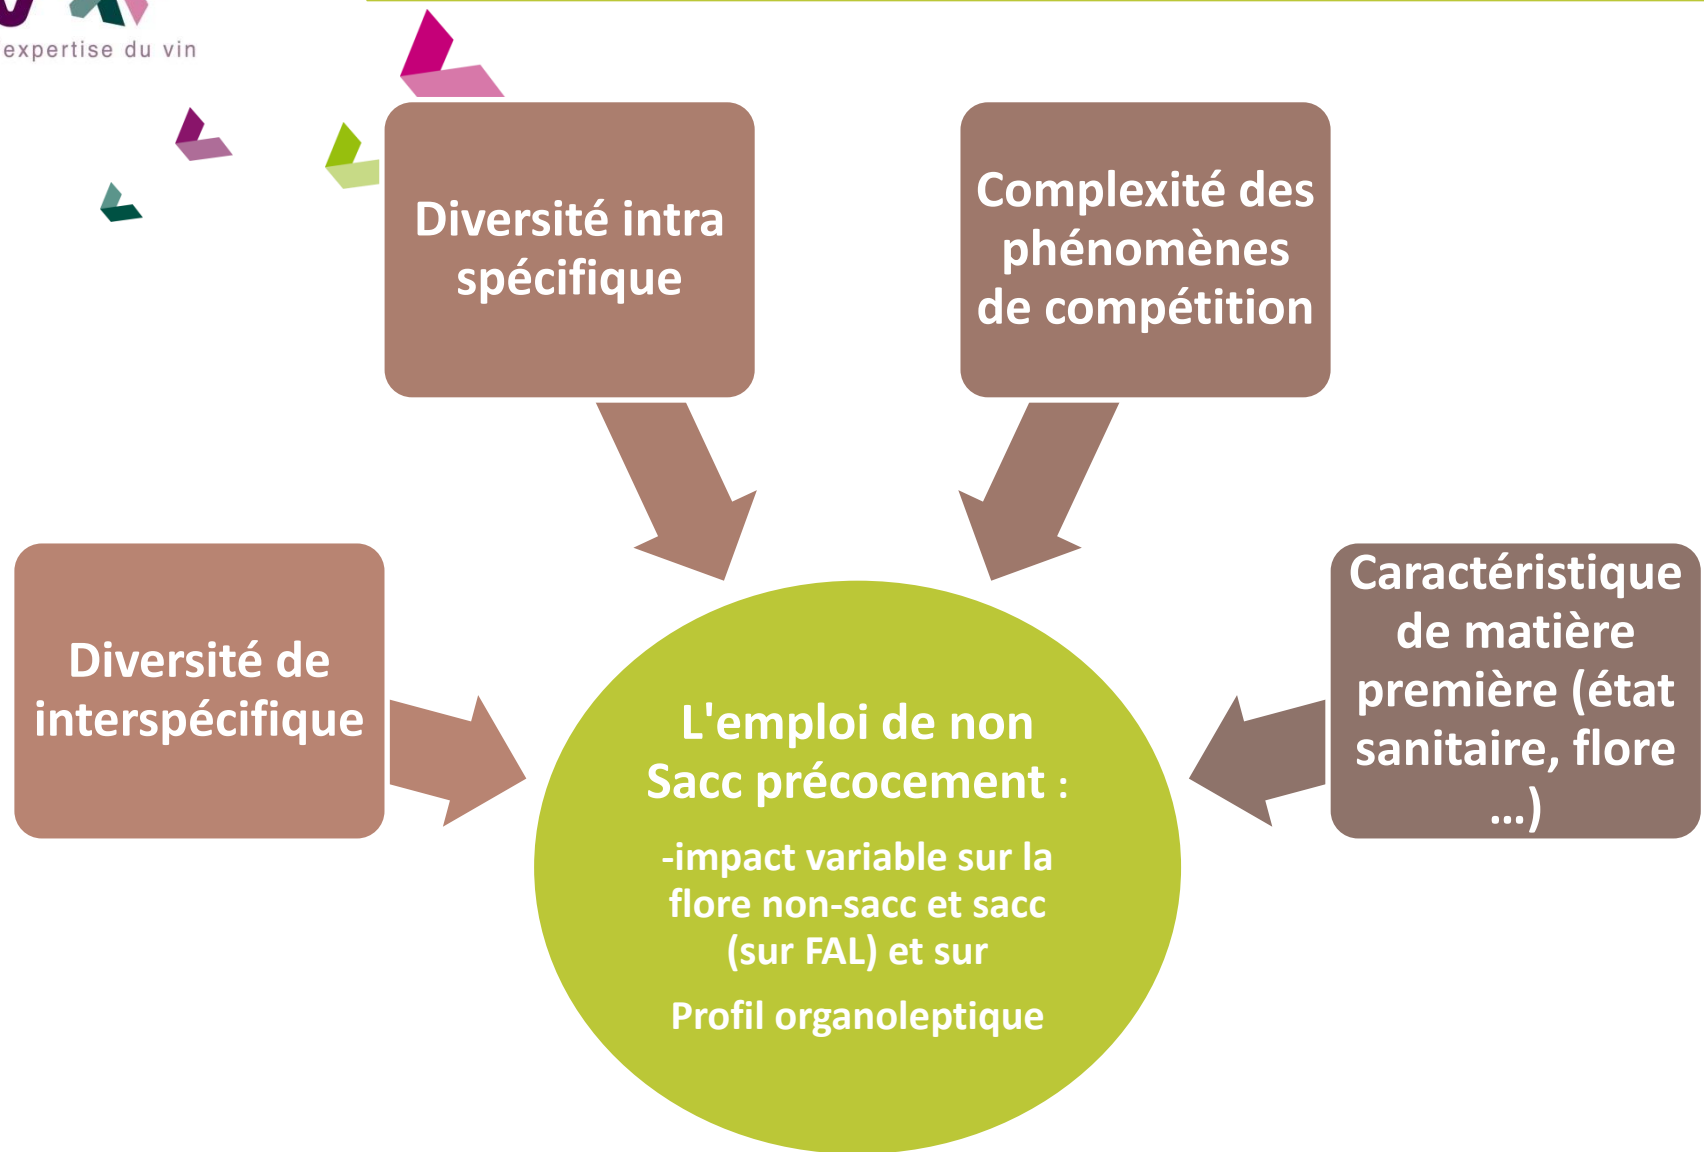 expertise du vin
Diversité intra
spécifique
Complexité des
phénomènes
de compétition
Diversité de
interspécifique
Caractéristique
de matière
première (état
sanitaire, flore
...)
L'emploi de non
Sacc précocement :
-impact variable sur la
flore non-sacc et sacc
(sur FAL) et sur
Profil organoleptique